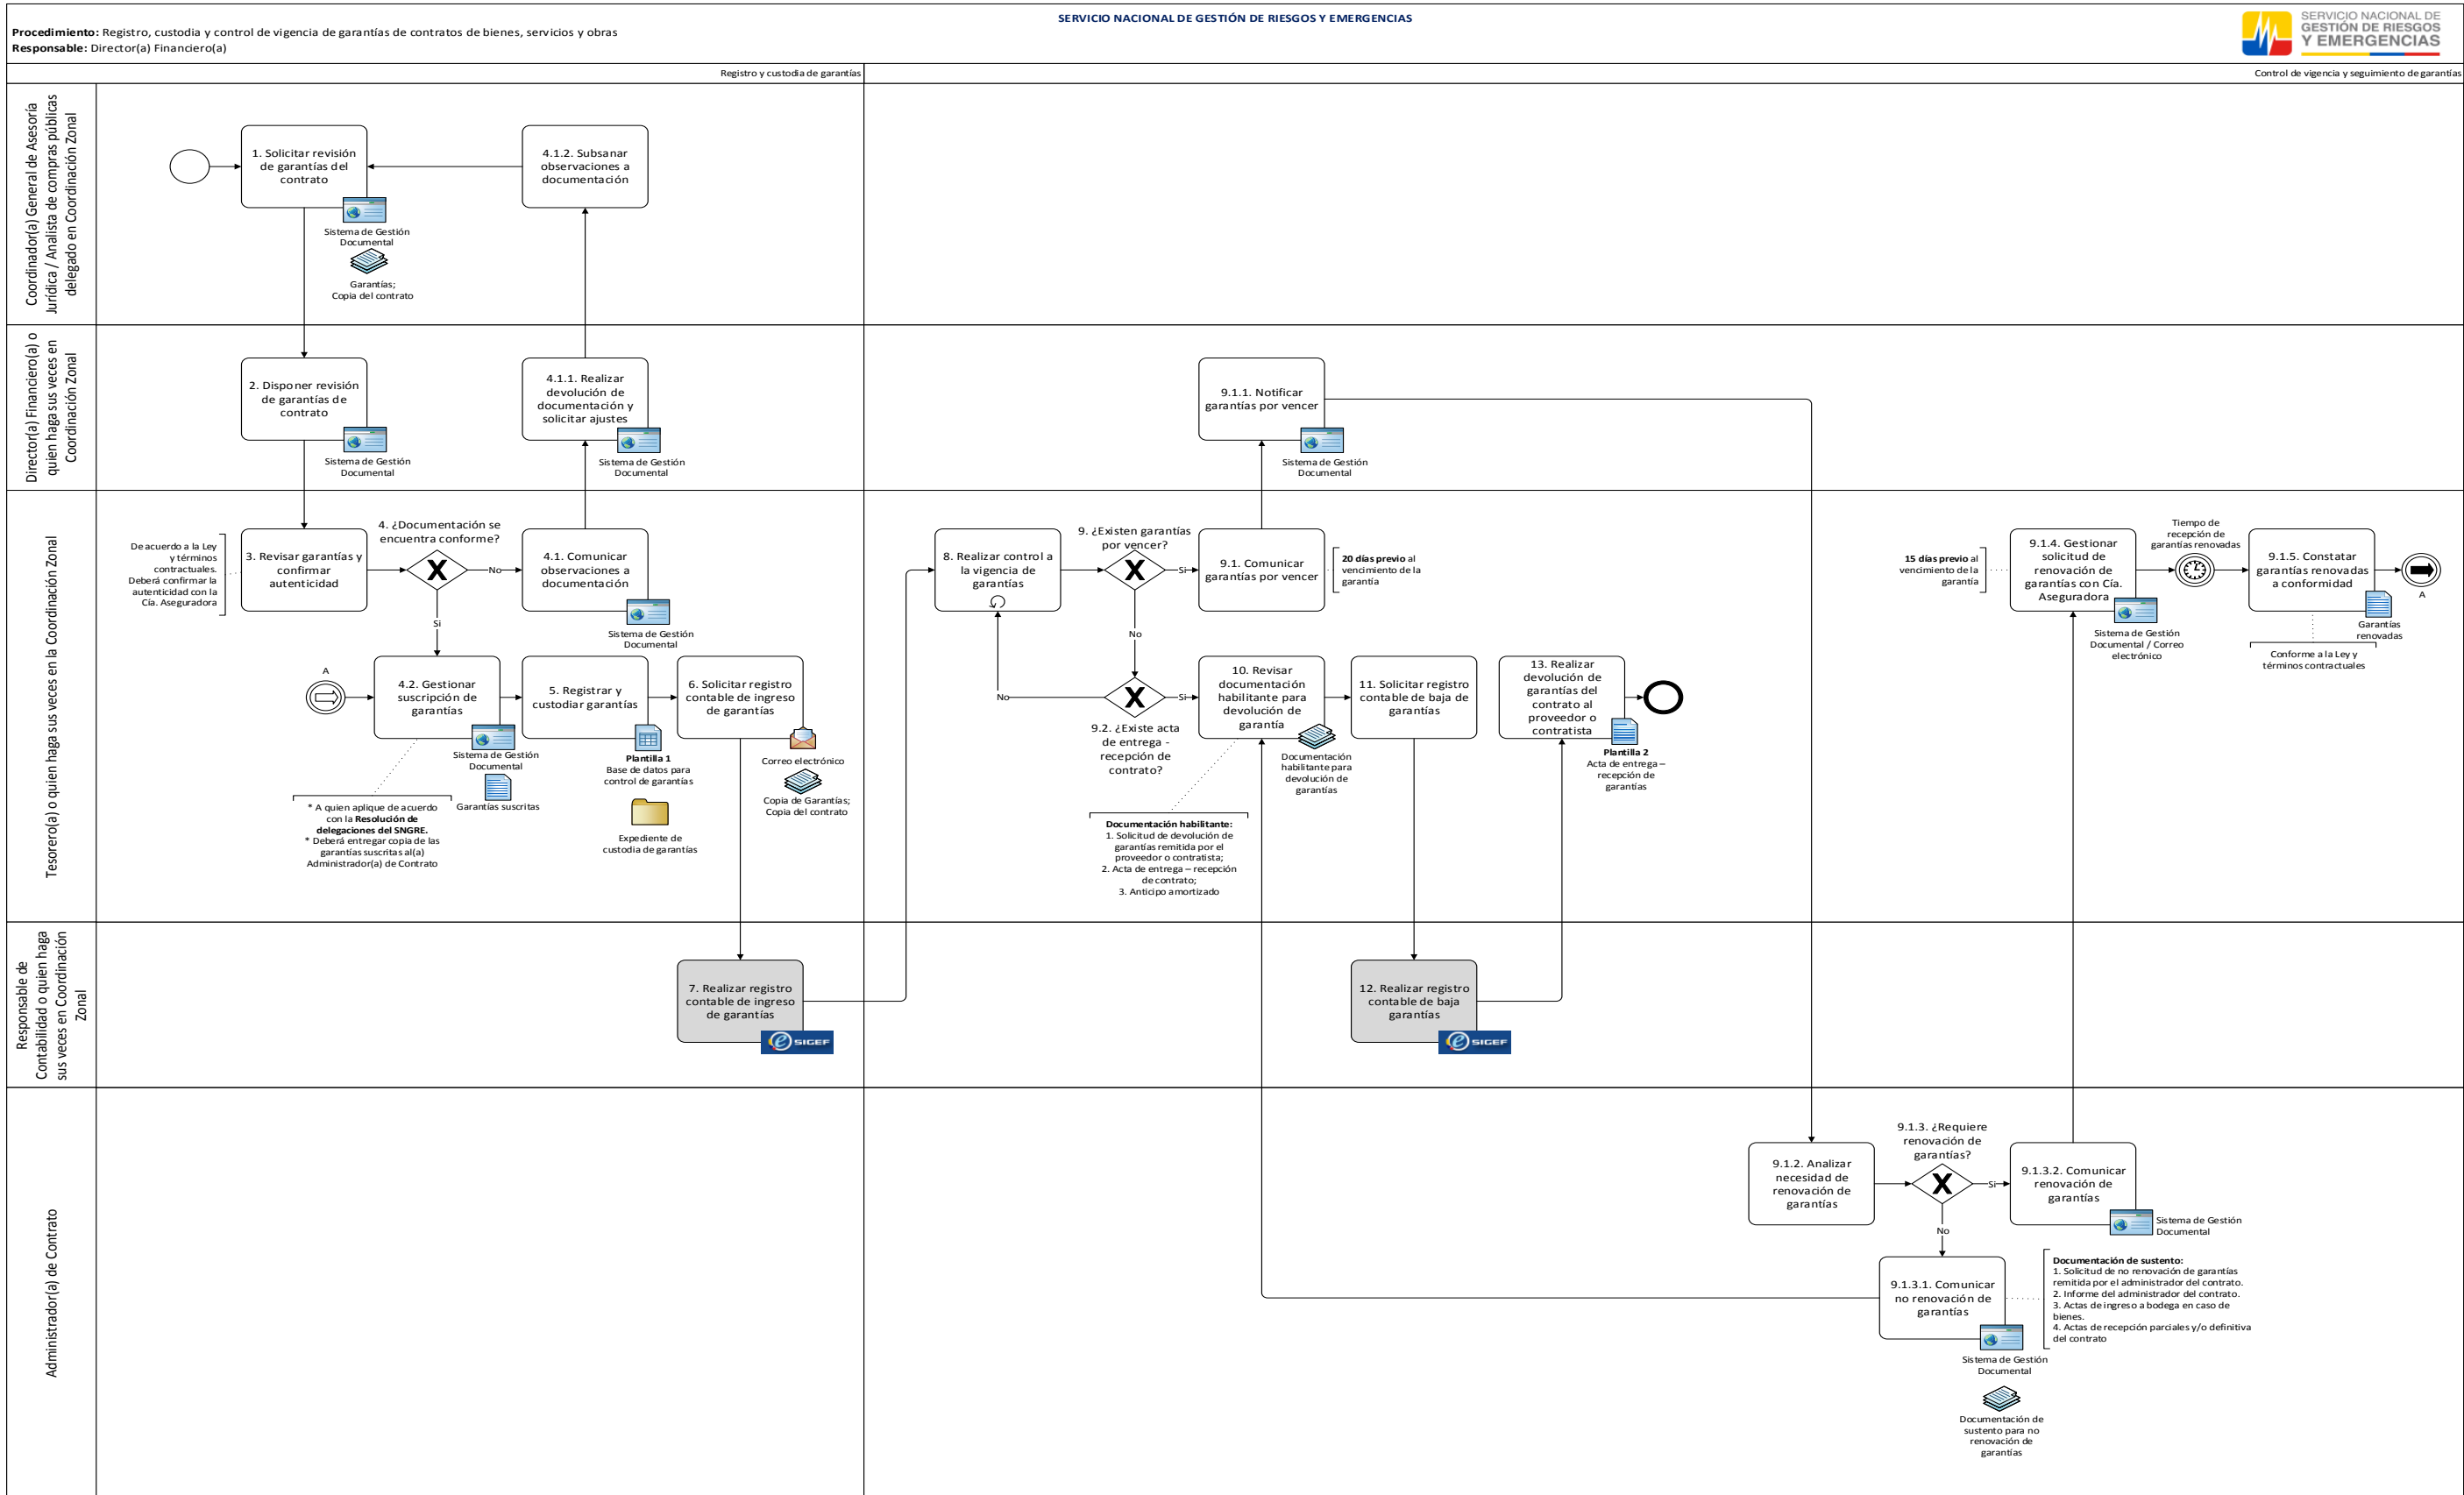 SERVICIO NACIONAL DE GESTIÓN DE RIESGOS Y EMERGENCIAS
Procedimiento: Registro, custodia y control de vigencia de garantías de contratos de bienes, servicios y obras
Responsable: Director(a) Financiero(a)
SERVICIO NACIONAL DE
GESTIÓN DE RIESGOS
Y EMERGENCIAS
Registro y custodia de garantías
Control de vigencia y seguimiento de garantías
Coordinador(a) General de Asesoría
Jurídica / Analista de compras públicas
delegado en Coordinación Zonal
1. Solicitar revisión
de garantías del
contrato
Sistema de Gestión
Documental
Garantías;
Copia del contrato
4.1.2. Subsanar
observaciones a
documentación
Director(a) Financiero(a) o
quien haga sus veces en
Coordinación Zonal
2. Disponer revisión
de garantías de
contrato
Sistema de Gestión
Documental
4.1.1. Realizar
devolución de
documentación y
solicitar ajustes
Sistema de Gestión
Documental
9.1.1. Notificar
garantías por vencer
Sistema de Gestión
Documental
Tesorero(a) o quien haga sus veces en la Coordinación Zonal
De acuerdo a la Ley
y términos
contractuales.
Deberá confirmar la
autenticidad con la
Cía. Aseguradora
3. Revisar garantías y
confirmar
autenticidad
4. ¿Documentación se
encuentra conforme?
No
Si
4.1. Comunicar
observaciones a
documentación
Sistema de Gestión
Documental
A
4.2. Gestionar
suscripción de
garantías
Sistema de Gestión
Documental
Garantías suscritas
* A quien aplique de acuerdo
con la Resolución de
delegaciones del SNGRE.
* Deberá entregar copia de las
garantías suscritas al(a)
Administrador(a) de Contrato
5. Registrar y
custodiar garantías
Plantilla 1
Base de datos para
control de garantías
Expediente de
custodia de garantías
6. Solicitar registro
contable de ingreso
de garantías
Correo electrónico
Copia de Garantías;
Copia del contrato
8. Realizar control a
la vigencia de
garantías
9. ¿Existen garantías
por vencer?
Si
No
9.1. Comunicar
garantías por vencer
20 días previo al
vencimiento de la
garantía
No
Si
9.2. ¿Existe acta
de entrega -
recepción de
contrato?
10. Revisar
documentación
habilitante para
devolución de
garantía
Documentación
habilitante para
devolución de
garantías
Documentación habilitante:
1. Solicitud de devolución de
garantías remitida por el
proveedor o contratista;
2. Acta de entrega – recepción
de contrato;
3. Anticipo amortizado
11. Solicitar registro
contable de baja de
garantías
13. Realizar
devolución de
garantías del
contrato al
proveedor o
contratista
Plantilla 2
Acta de entrega –
recepción de
garantías
15 días previo al
vencimiento de la
garantía
9.1.4. Gestionar
solicitud de
renovación de
garantías con Cía.
Aseguradora
Sistema de Gestión
Documental / Correo
electrónico
Tiempo de
recepción de
garantías renovadas
9.1.5. Constatar
garantías renovadas
a conformidad
Garantías
renovadas
Conforme a la Ley y
términos contractuales
A
Responsable de
Contabilidad o quien haga
sus veces en Coordinación
Zonal
7. Realizar registro
contable de ingreso
de garantías
e SIGEF
12. Realizar registro
contable de baja
garantías
e SIGEF
Administrador(a) de Contrato
9.1.2. Analizar
necesidad de
renovación de
garantías
9.1.3. ¿Requiere
renovación de
garantías?
Si
No
9.1.3.2. Comunicar
renovación de
garantías
Sistema de Gestión
Documental
9.1.3.1. Comunicar
no renovación de
garantías
Sistema de Gestión
Documental
Documentación de
sustento para no
renovación de
garantías
Documentación de sustento:
1. Solicitud de no renovación de garantías
remitida por el administrador del contrato.
2. Informe del administrador del contrato.
3. Actas de ingreso a bodega en caso de
bienes.
4. Actas de recepción parciales y/o definitiva
del contrato